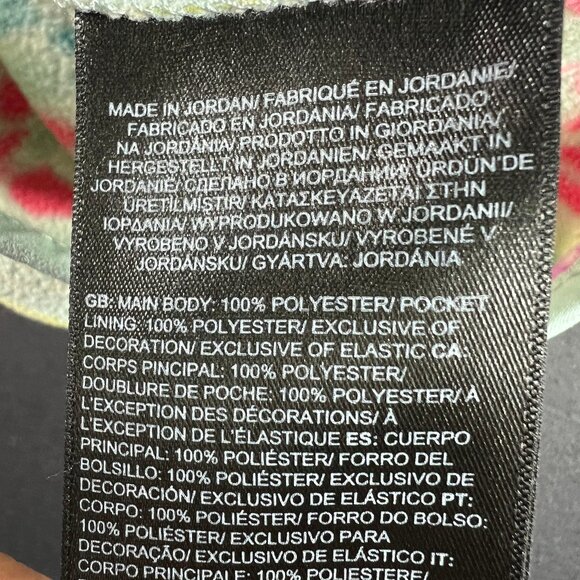 MADE IN JORDAN/ FABRIQUÉ EN JORDANIE/
FABRICADO EN JORDANIA/ FABRICADO
NA JORDÂNIA/ PRODOTTO IN GIORDANIA/
HERGESTELLT IN JORDANIEN/ GEMAAKT IN
JORDANIE/ СДЕЛАНО В ИОРДАНИИ/ ÜRDÜN'DE
ÜRETİLMİŞTİR/ ΚΑΤΑΣΚΕΥΑΖΕΤΑΙ ΣΤΗΝ
ΙΟΡΔΑΝΙΑ/ WYPRODUKOWANO W JORDANII/
VYROBENO V JORDÁNSKU/ VYROBENÉ V
JORDÁNSKU/ GYÁRTVA: JORDÁNIA
GB: MAIN BODY: 100% POLYESTER/ POCKET
LINING: 100% POLYESTER/ EXCLUSIVE OF
DECORATION/ EXCLUSIVE OF ELASTIC CA:
CORPS PINCIPAL: 100% POLYESTER/
DOUBLURE DE POCHE: 100% POLYESTER/ À
L'EXCEPTION DES DÉCORATIONS/ À
L'EXCEPTION DE L'ÉLASTIQUE ES: CUERPO
PRINCIPAL: 100% POLIÉSTER/ FORRO DEL
BOLSILLO: 100% POLIÉSTER/ EXCLUSIVO DE
DECORACIÓN/ EXCLUSIVO DE ELÁSTICO PT:
CORPO: 100% POLIÉSTER/ FORRO DO BOLSO:
100% POLIÉSTER/ EXCLUSIVO PARA
DECORAÇÃO/ EXCLUSIVO DE ELÁSTICO IT:
CORPO PRINCIPALE: 100% POLIESTERE/